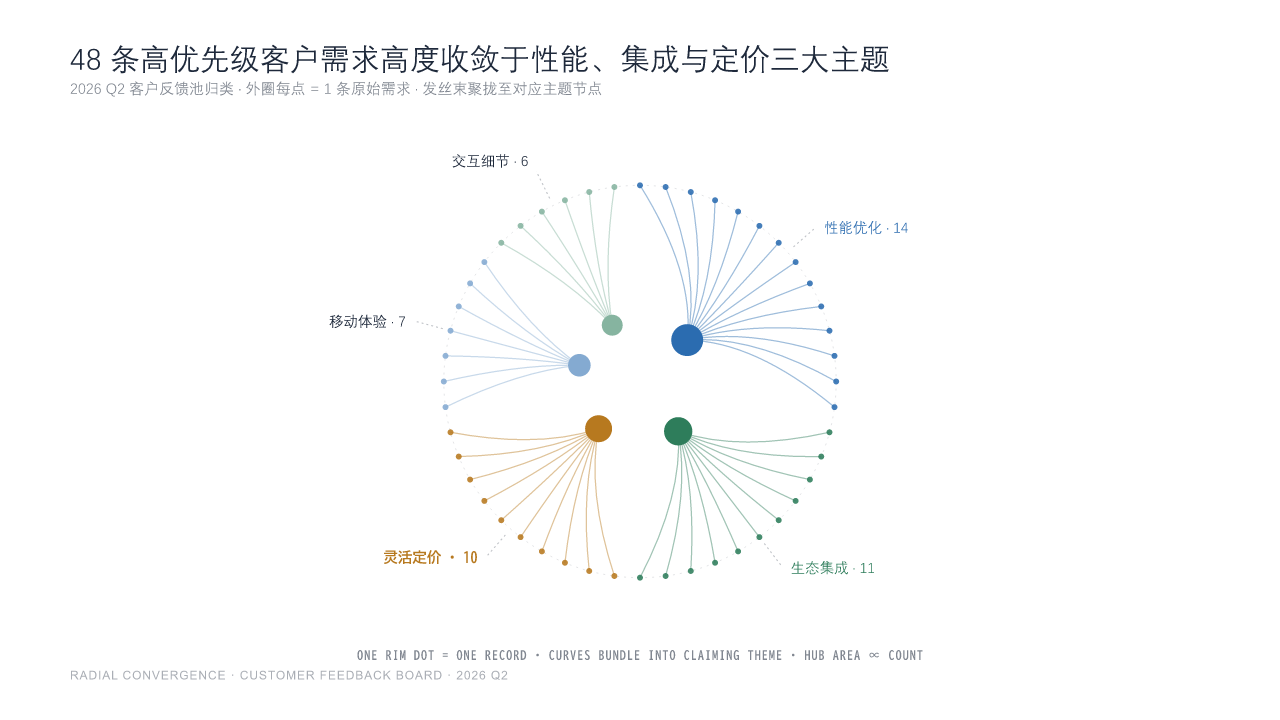 48 条高优先级客户需求高度收敛于性能、集成与定价三大主题
2026 Q2 客户反馈池归类 · 外圈每点 = 1 条原始需求 · 发丝束聚拢至对应主题节点
交互细节 · 6
性能优化 · 14
移动体验 · 7
灵活定价 · 10
生态集成 · 11
ONE RIM DOT = ONE RECORD · CURVES BUNDLE INTO CLAIMING THEME · HUB AREA ∝ COUNT
RADIAL CONVERGENCE · CUSTOMER FEEDBACK BOARD · 2026 Q2